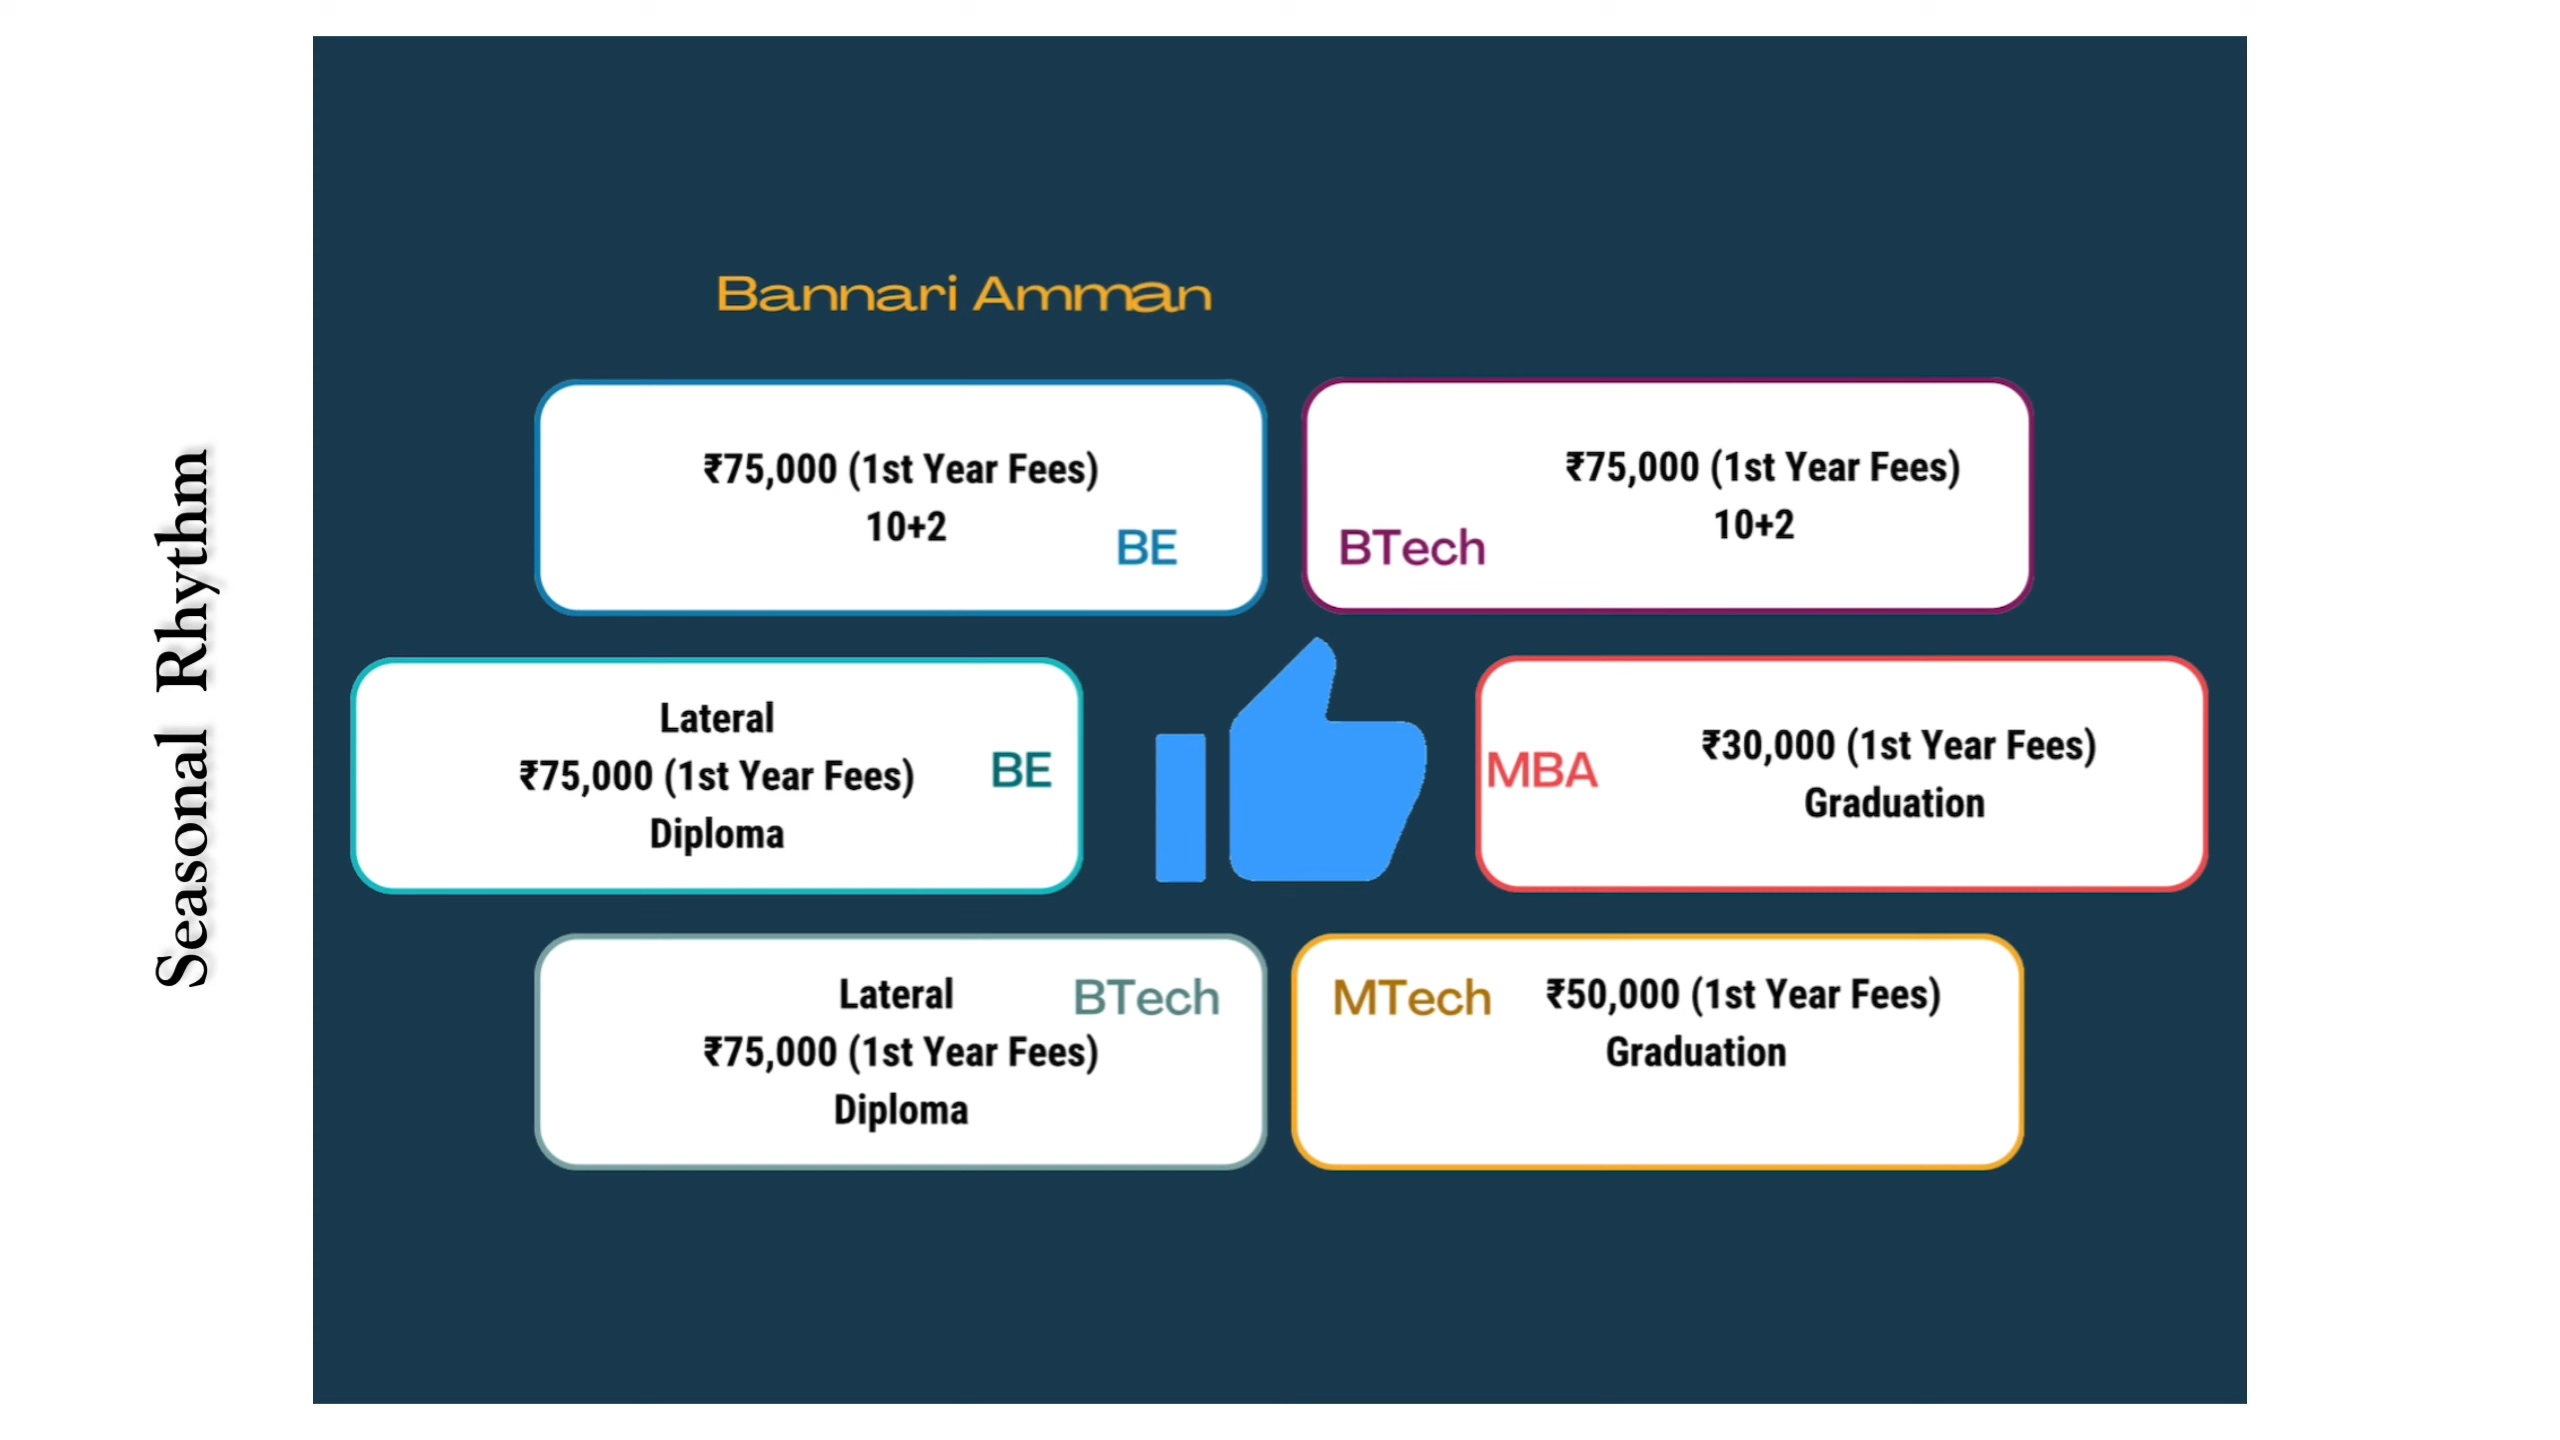 Seasonal Rhythm
Bannari Amman
₹75,000 (1st Year Fees)
10+2
BE
₹75,000 (1st Year Fees)
10+2
BTech
Lateral
₹75,000 (1st Year Fees)
Diploma
BE
MBA
₹30,000 (1st Year Fees)
Graduation
Lateral
BTech
₹75,000 (1st Year Fees)
Diploma
MTech
₹50,000 (1st Year Fees)
Graduation